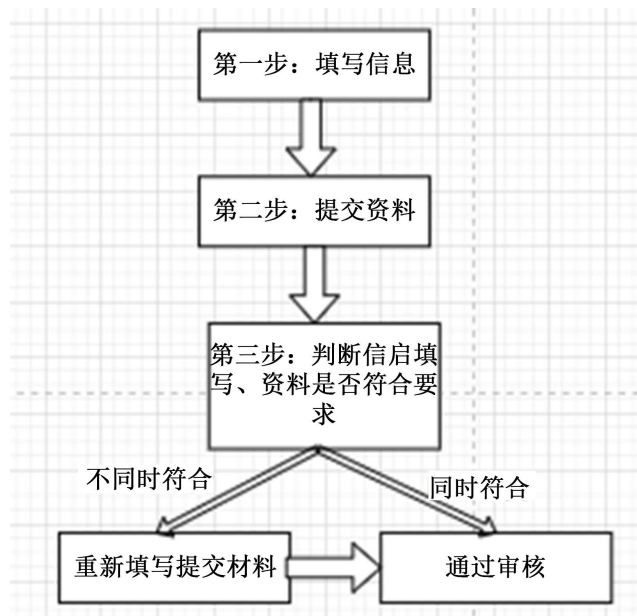 第一步：填写信息
第二步：提交资料
第三步：判断信启填
写、资料是否符合要
求
不同时符合
同时符合
重新填写提交材料
通过审核